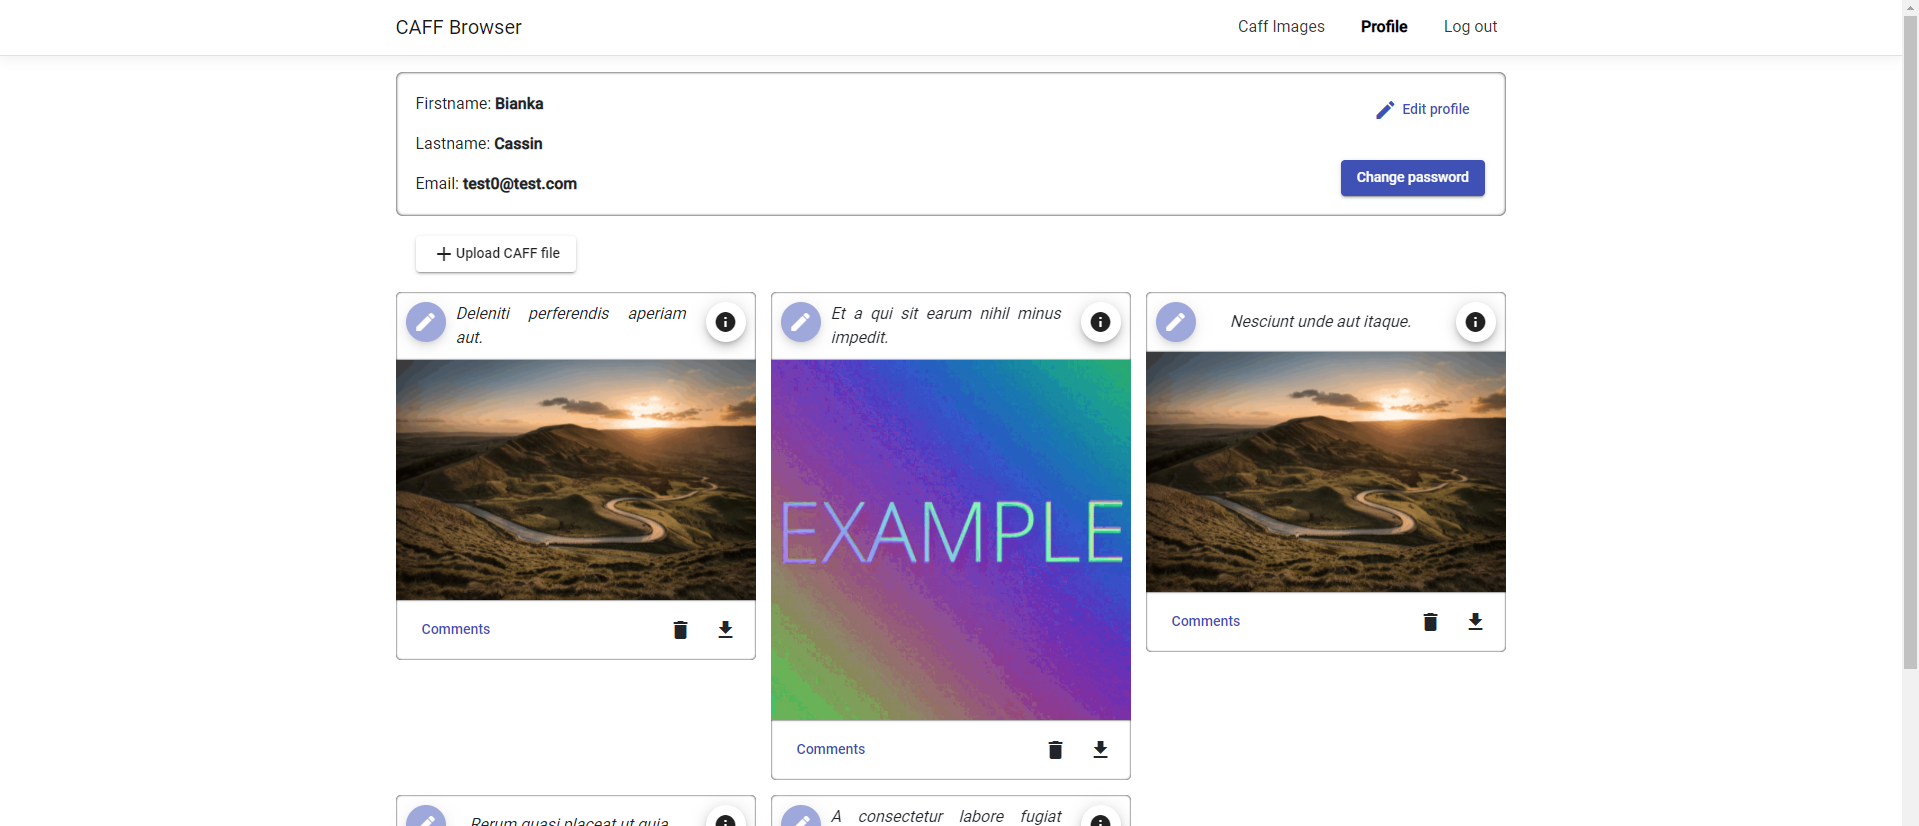 CAFF Browser
Caff Images
Profile
Log out
Firstname: Bianka
Lastname: Cassin
Email: test0@test.com
Edit profile
Change password
Upload CAFF file
Deleniti perferendis aperiam
aut.
Comments
Et a qui sit earum nihil minus
impedit.
EXAMPLE
Comments
Nesciunt unde aut itaque.
Comments
Rerum quasi placeat ut quia
A consectetur labore fugiat